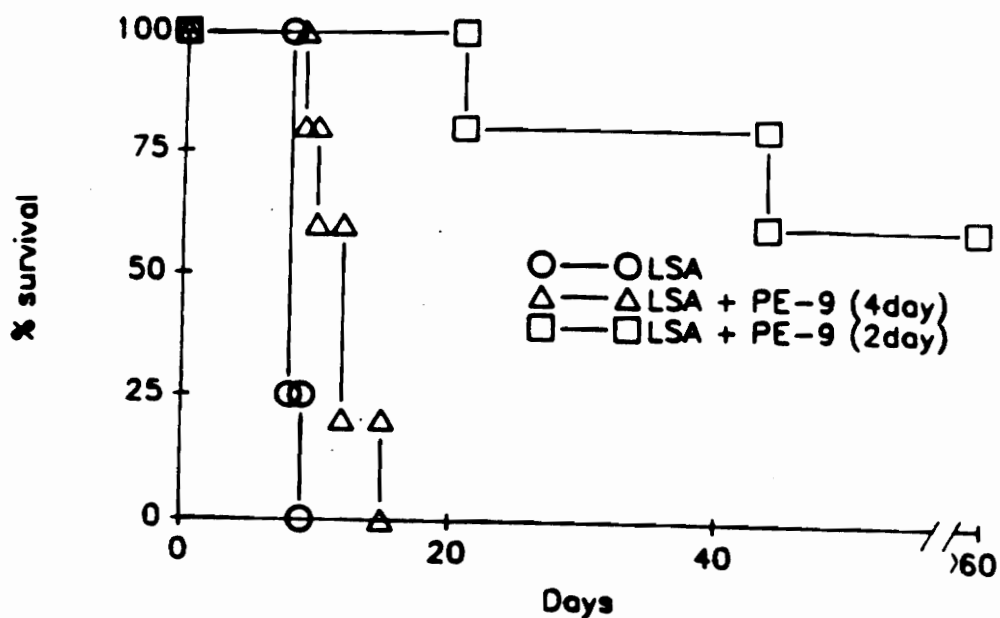 100
75
% survival
50
25
0
LSA
LSA + PE-9 (4day)
LSA + PE-9 (2day)
0
20
40
>60
Days